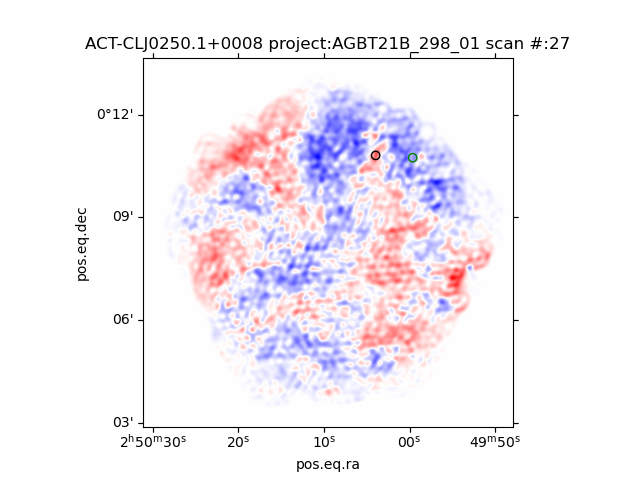 ACT-CLJ0250.1+0008 project:AGBT21B_298_01 scan #:27
pos.eq.dec
0°12'
09'
06'
03'
2ʰ50ᵐ30ˢ 20ˢ 10ˢ 00ˢ 49ᵐ50ˢ
pos.eq.ra